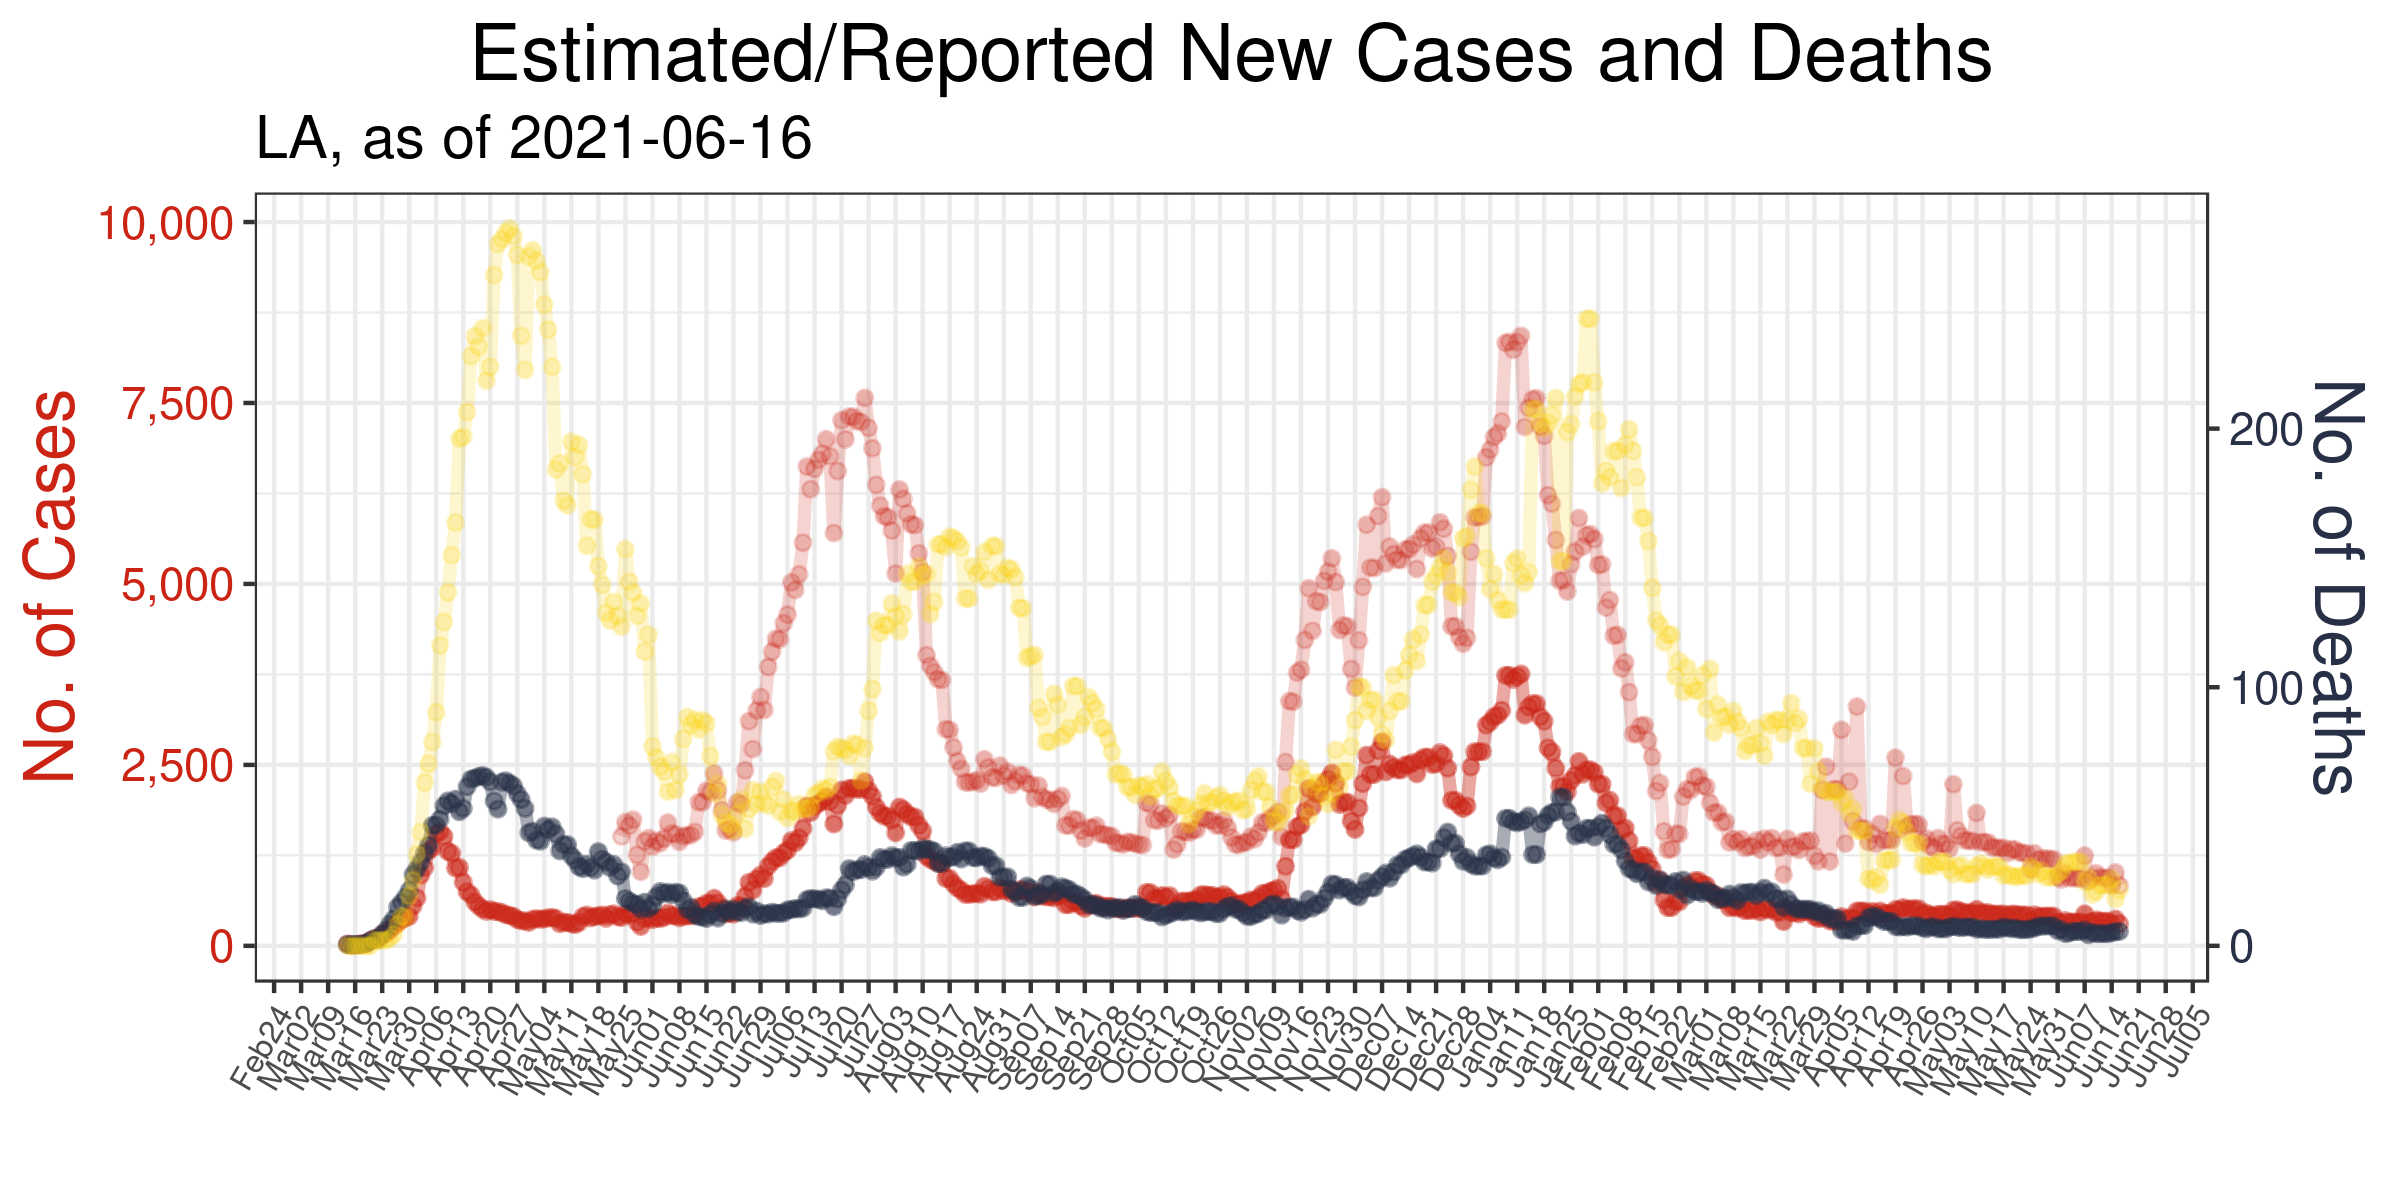 Estimated/Reported New Cases and Deaths
LA, as of 2021-06-16
No. of Cases
10,000
7,500
5,000
2,500
0
No. of Deaths
200
100
0
Feb24
Mar02
Mar09
Mar16
Mar23
Mar30
Apr06
Apr13
Apr20
Apr27
May04
May11
May18
May25
Jun01
Jun08
Jun15
Jun22
Jun29
Jul06
Jul13
Jul20
Jul27
Aug03
Aug10
Aug17
Aug24
Aug31
Sep07
Sep14
Sep21
Sep28
Oct05
Oct12
Oct19
Oct26
Nov02
Nov09
Nov16
Nov23
Nov30
Dec07
Dec14
Dec21
Dec28
Jan04
Jan11
Jan18
Jan25
Feb01
Feb08
Feb15
Feb22
Mar01
Mar08
Mar15
Mar22
Mar29
Apr05
Apr12
Apr19
Apr26
May03
May10
May17
May24
May31
Jun07
Jun14
Jun21
Jun28
Jul05